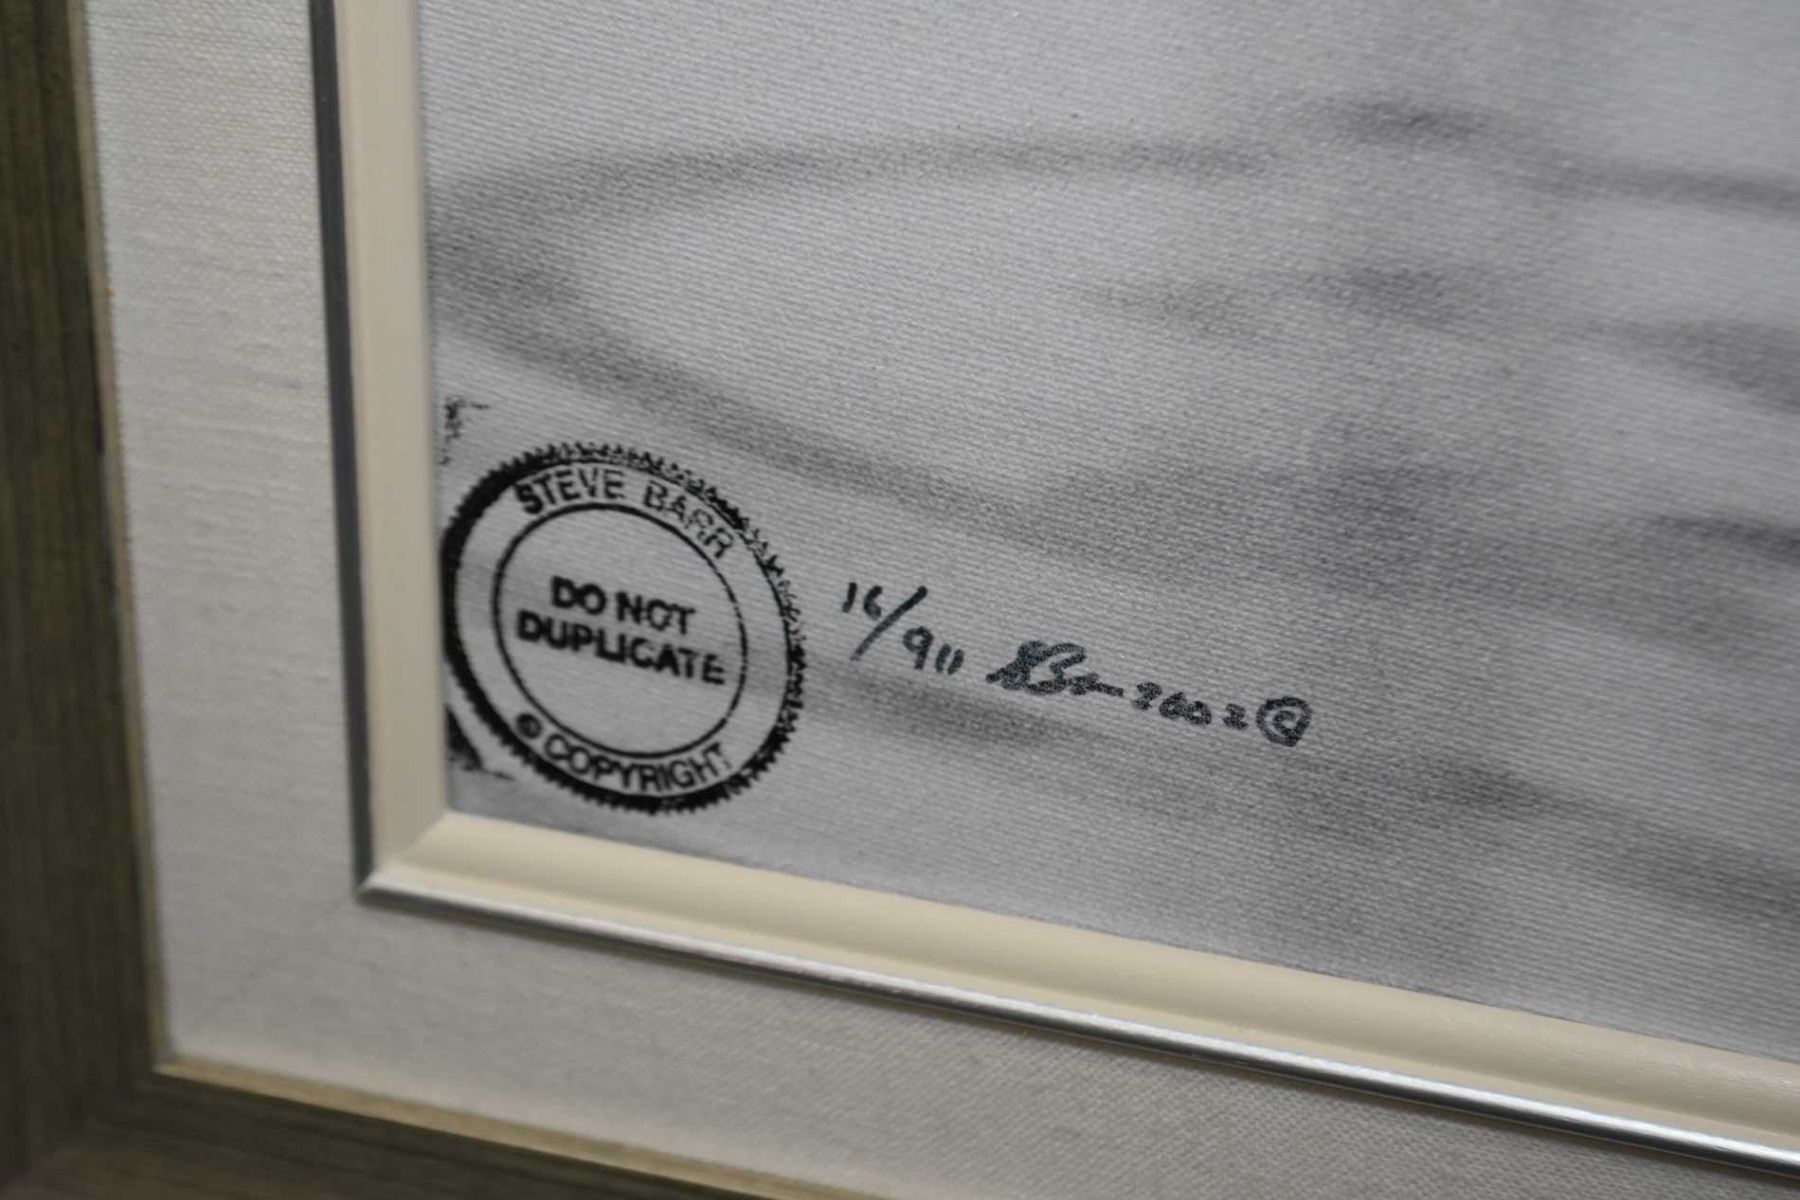 STEVE BARR
DO NOT
DUPLICATE
© COPYRIGHT
16/911 2002 ©